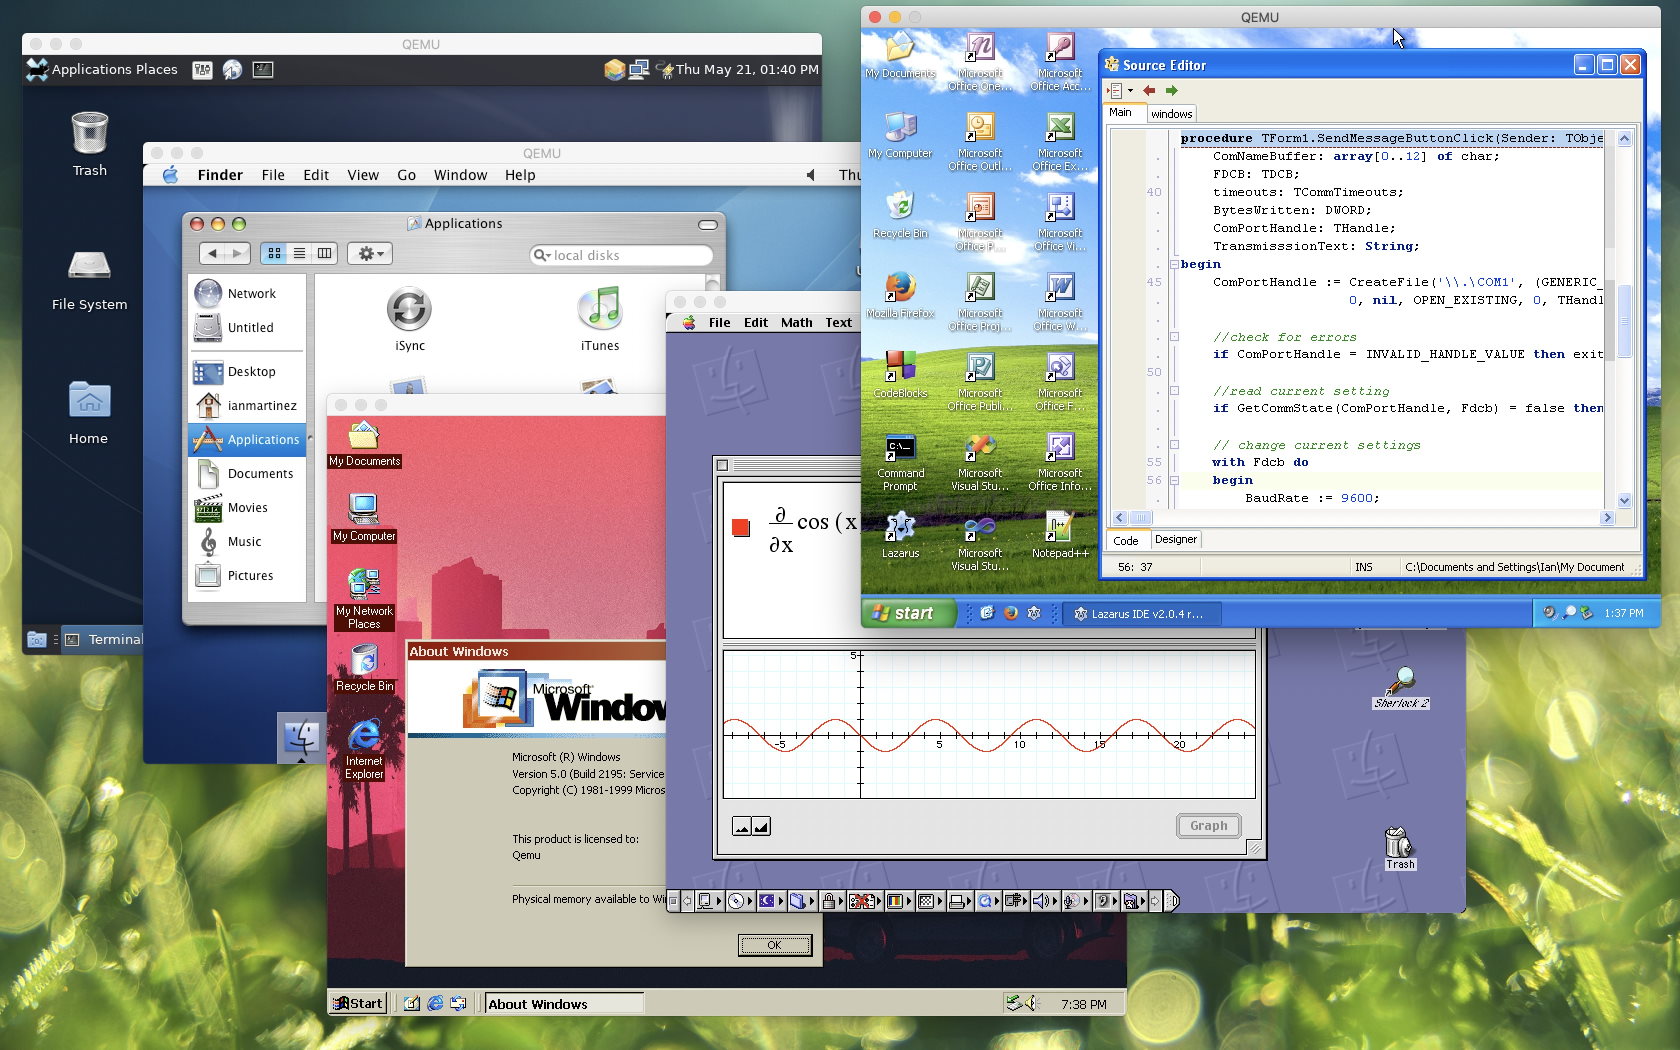 QEMU
Applications Places
Thu May 21, 01:40 PM
Trash
File System
Home
Terminal
QEMU
Finder File Edit View Go Window Help
Thu
Applications
local disks
Network
Untitled
Desktop
ianmartinez
Applications
Documents
Movies
Music
Pictures
iSync
iTunes
My Documents
My Computer
My Network
Places
Recycle Bin
Internet
Explorer
About Windows
Microsoft
Window
Microsoft (R) Windows
Version 5.0 (Build 2195: Service
Copyright (C) 1981-1999 Micros
This product is licensed to:
Qemu
Physical memory available to Wi
OK
Start
About Windows
7:38 PM
File Edit Math Text
∂
∂x
cos (x
5
-5 5 10 15 20
Graph
Sherlock 2
Trash
QEMU
My Documents
Microsoft
Office One...
Microsoft
Office Acc...
My Computer
Microsoft
Office Outl...
Microsoft
Office Ex...
Recycle Bin
Microsoft
Office P...
Microsoft
Office Vi...
Mozilla Firefox
Microsoft
Office Proj...
Microsoft
Office W...
CodeBlocks
Microsoft
Office Publi...
Microsoft
Office F...
Command
Prompt
Microsoft
Visual Stu...
Microsoft
Office Info...
Lazarus
Microsoft
Visual Stu...
Notepad++
Source Editor
Main windows
procedure TForm1.SendMessageButtonClick(Sender: TObje
ComNameBuffer: array[0..12] of char;
FDCB: TDCB;
40 timeouts: TCommTimeouts;
BytesWritten: DWORD;
ComPortHandle: THandle;
TransmisssionText: String;
begin
45 ComPortHandle := CreateFile('\\.\COM1', (GENERIC_
0, nil, OPEN_EXISTING, 0, THandl
//check for errors
if ComPortHandle = INVALID_HANDLE_VALUE then exit
50
//read current setting
if GetCommState(ComPortHandle, Fdcb) = false then
// change current settings
55 with Fdcb do
56 begin
BaudRate := 9600;
Code Designer
56: 37 INS C:\Documents and Settings\Ian\My Document
start
Lazarus IDE v2.0.4 r...
1:37 PM